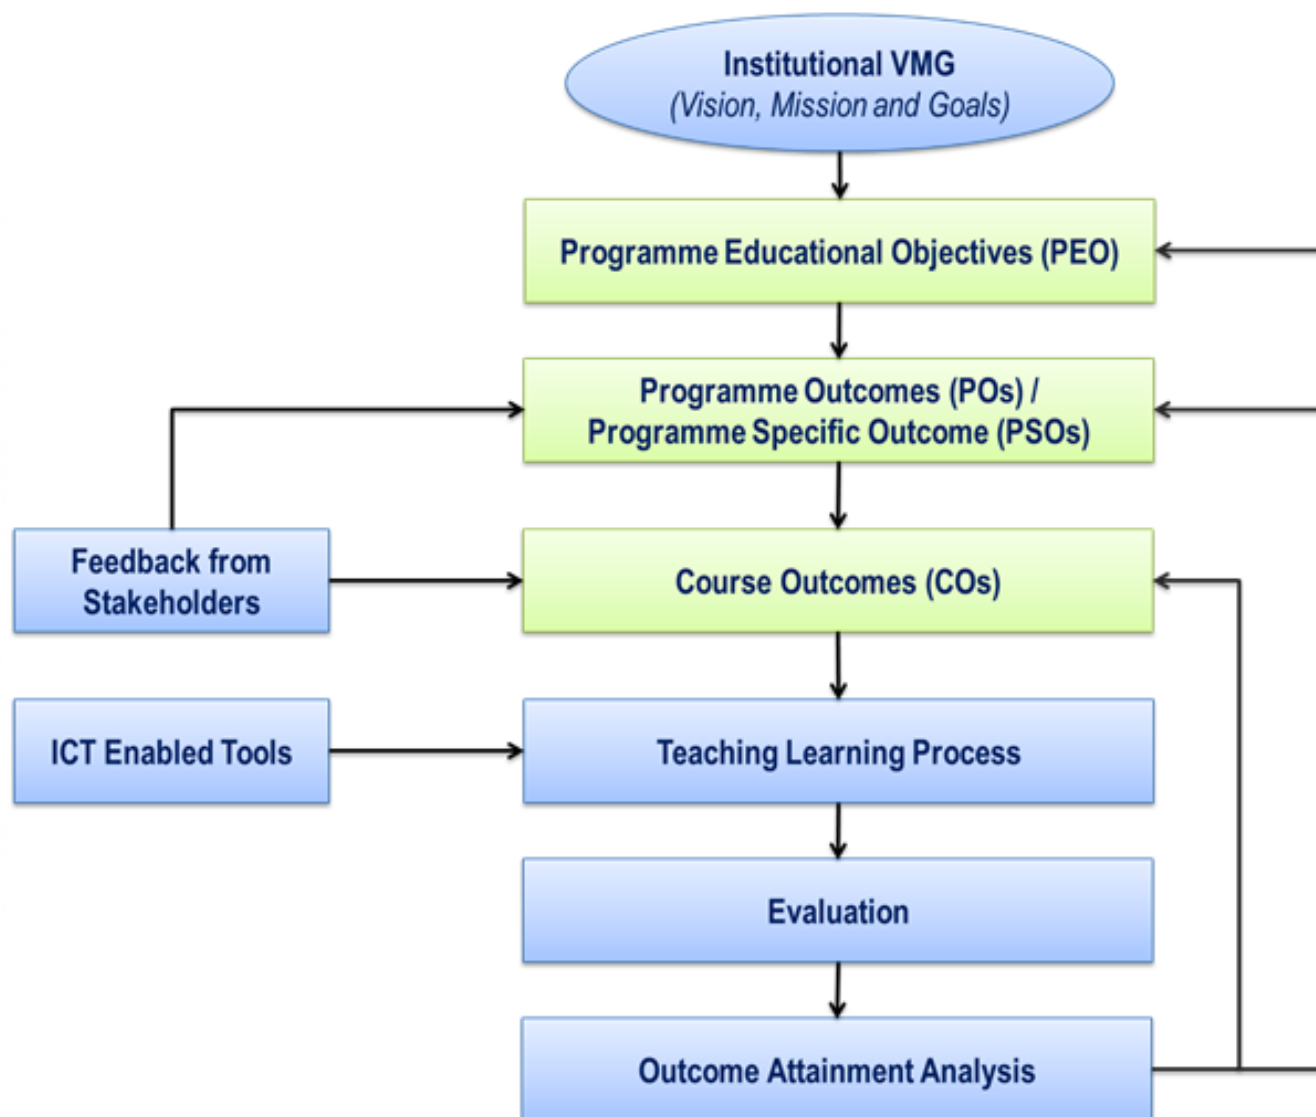 Institutional VMG
(Vision, Mission and Goals)
Programme Educational Objectives (PEO)
Programme Outcomes (POs) /
Programme Specific Outcome (PSOs)
Feedback from
Stakeholders
Course Outcomes (COs)
ICT Enabled Tools
Teaching Learning Process
Evaluation
Outcome Attainment Analysis